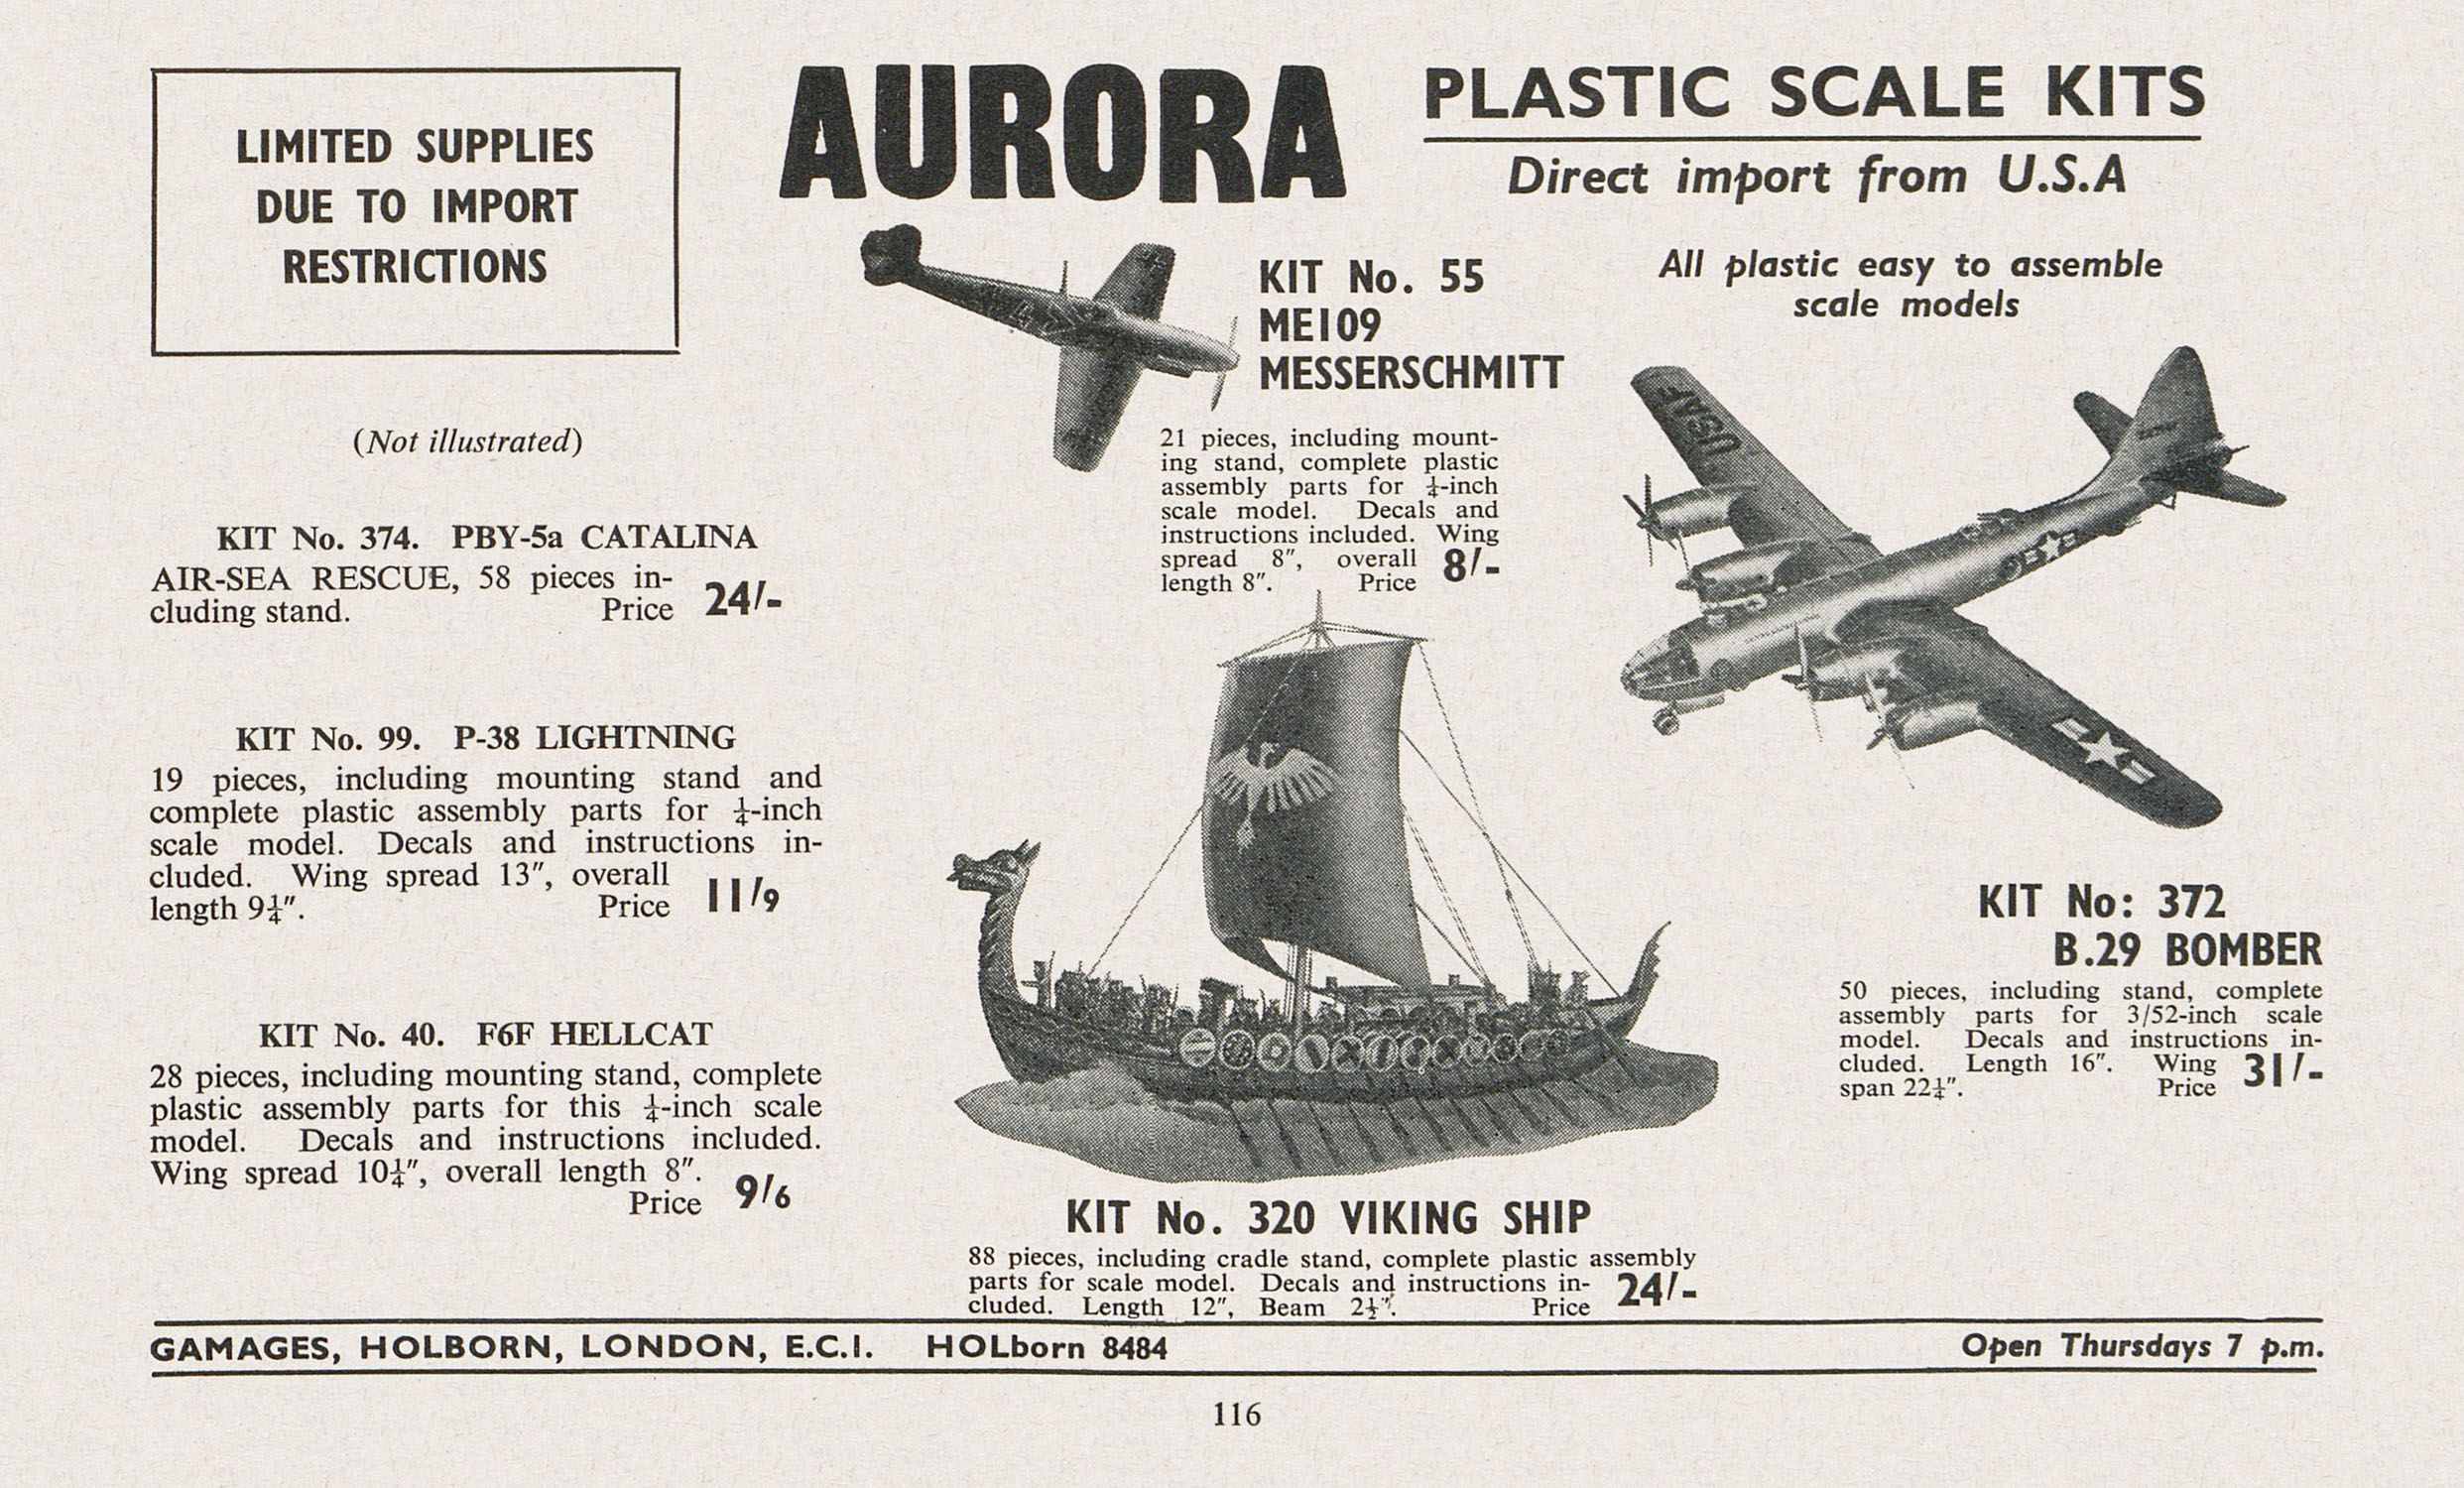 LIMITED SUPPLIES
DUE TO IMPORT
RESTRICTIONS
AURORA
PLASTIC SCALE KITS
Direct import from U.S.A
All plastic easy to assemble
scale models
(Not illustrated)
KIT No. 374. PBY-5a CATALINA
AIR-SEA RESCUE, 58 pieces in-
cluding stand. Price 24/-
KIT No. 99. P-38 LIGHTNING
19 pieces, including mounting stand and
complete plastic assembly parts for ¼-inch
scale model. Decals and instructions in-
cluded. Wing spread 13″, overall
length 9¼″. Price 11/9
KIT No. 40. F6F HELLCAT
28 pieces, including mounting stand, complete
plastic assembly parts for this ¼-inch scale
model. Decals and instructions included.
Wing spread 10¼″, overall length 8″.
Price 9/6
KIT No. 55
ME109
MESSERSCHMITT
21 pieces, including mount-
ing stand, complete plastic
assembly parts for ¼-inch
scale model. Decals and
instructions included. Wing
spread 8″, overall
length 8″. Price 8/-
USAF
KIT No: 372
B.29 BOMBER
50 pieces, including stand, complete
assembly parts for 3/52-inch scale
model. Decals and instructions in-
cluded. Length 16″. Wing
span 22¼″. Price 31/-
KIT No. 320 VIKING SHIP
88 pieces, including cradle stand, complete plastic assembly
parts for scale model. Decals and instructions in-
cluded. Length 12″, Beam 2½″. Price 24/-
GAMAGES, HOLBORN, LONDON, E.C.1. HOLborn 8484
Open Thursdays 7 p.m.
116